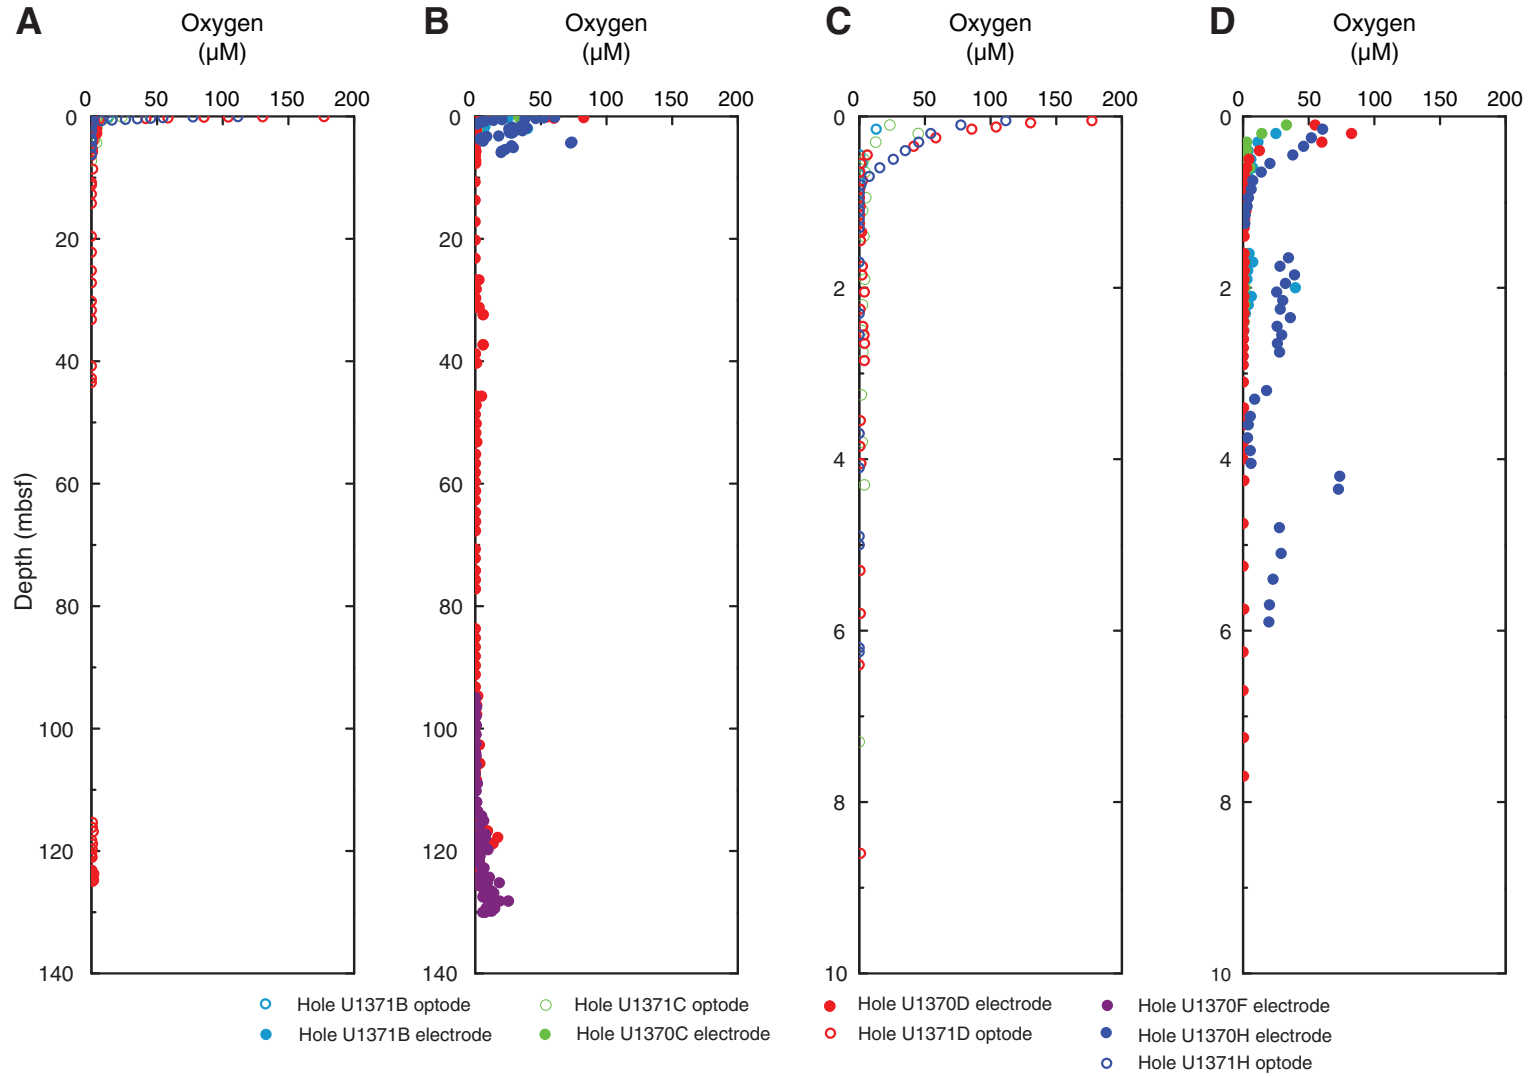 A
Oxygen
(µM)
B
Oxygen
(µM)
C
Oxygen
(µM)
D
Oxygen
(µM)
0 50 100 150 200
0 50 100 150 200
0 50 100 150 200
0 50 100 150 200
Depth (mbsf)
0
20
40
60
80
100
120
140
0
20
40
60
80
100
120
140
0
2
4
6
8
10
0
2
4
6
8
10
Hole U1371B optode
Hole U1371B electrode
Hole U1371C optode
Hole U1370C electrode
Hole U1370D electrode
Hole U1371D optode
Hole U1370F electrode
Hole U1370H electrode
Hole U1371H optode